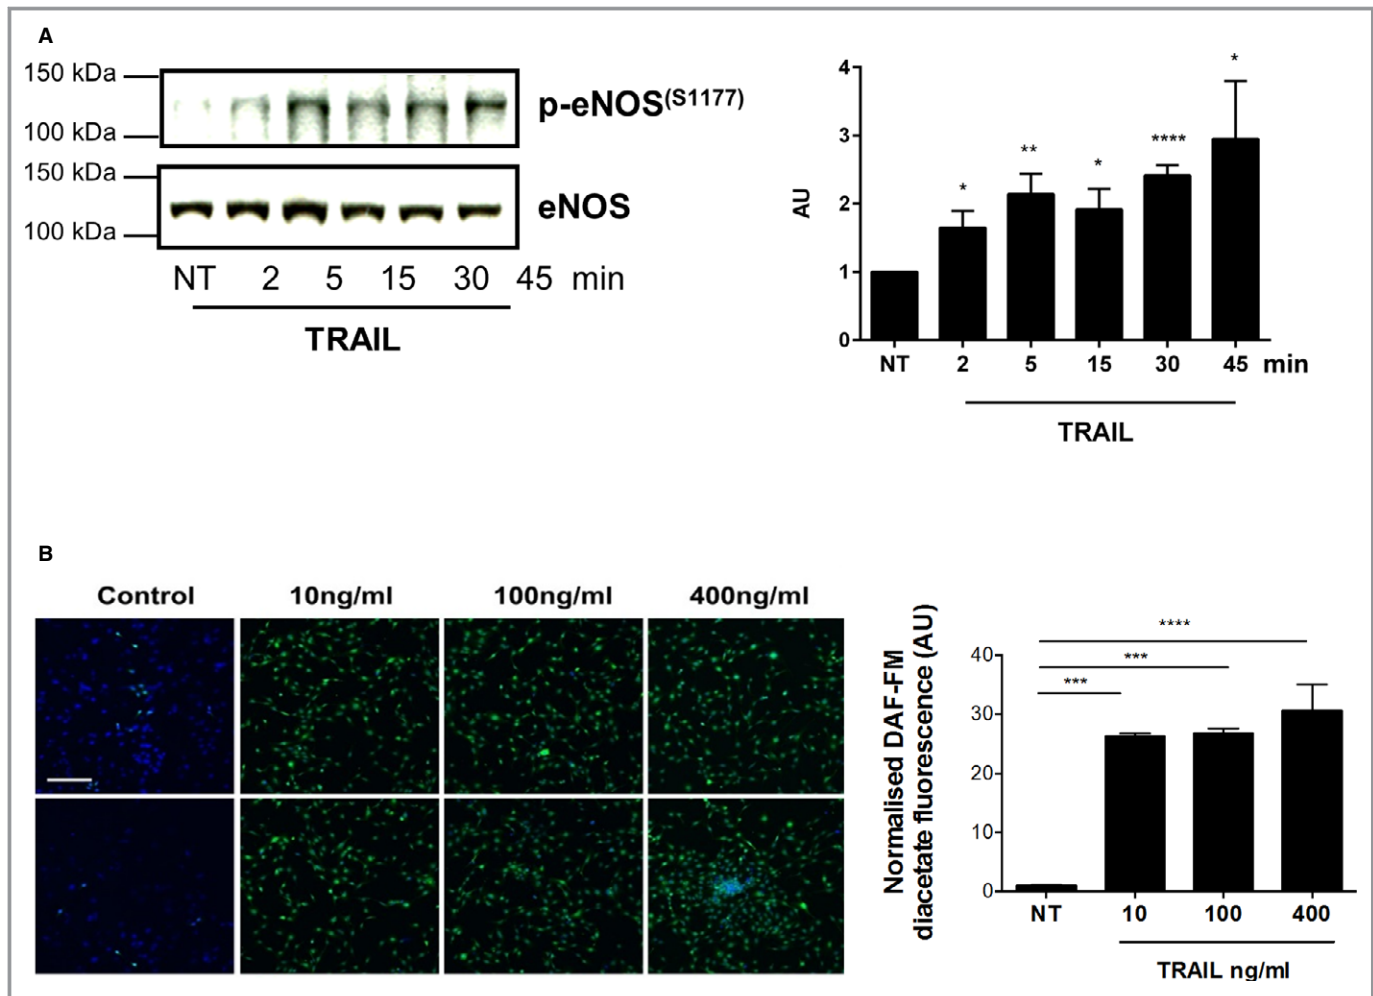 A
150 kDa
100 kDa
p-eNOS(S1177)
150 kDa
100 kDa
eNOS
NT 2 5 15 30 45 min
TRAIL
AU
4
3
2
1
0
* ** * **** *
NT 2 5 15 30 45 min
TRAIL
B
Control 10ng/ml 100ng/ml 400ng/ml
Normalised DAF-FM
diacetate fluorescence (AU)
40
30
20
10
0
****
***
***
NT 10 100 400
TRAIL ng/ml